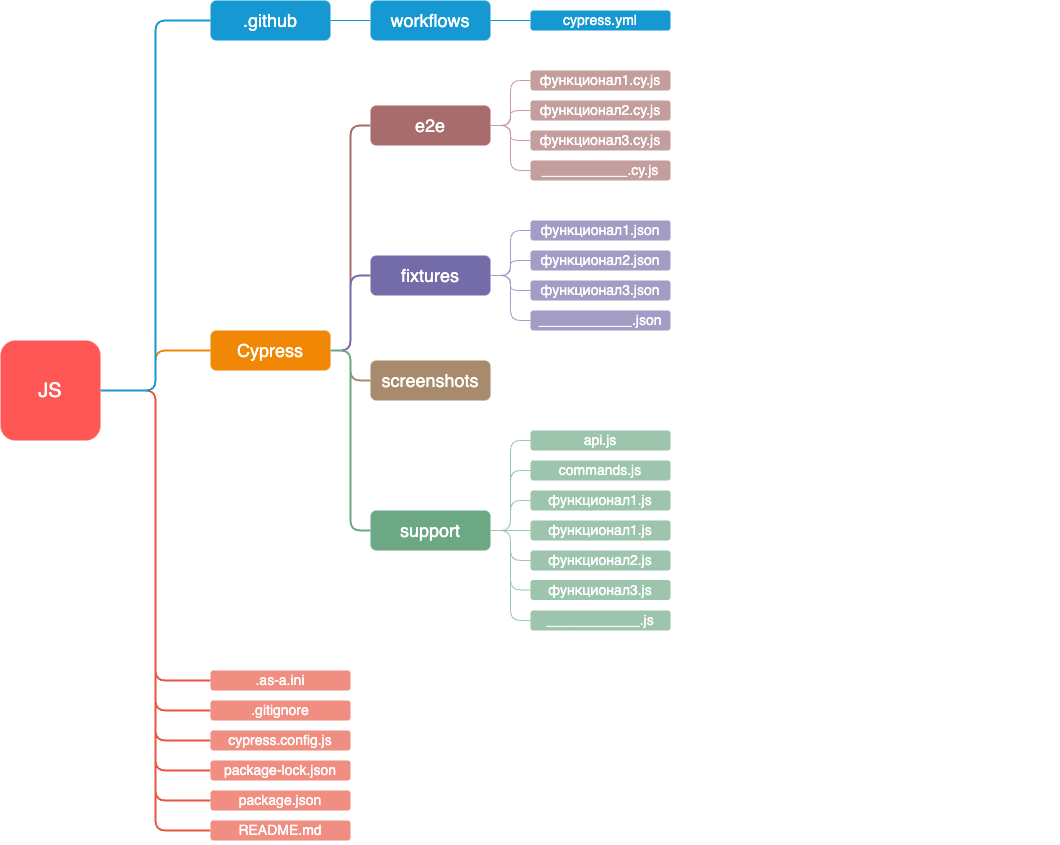 JS
.github
workflows
cypress.yml
Cypress
e2e
функционал1.cy.js
функционал2.cy.js
функционал3.cy.js
____________.cy.js
fixtures
функционал1.json
функционал2.json
функционал3.json
_____________.json
screenshots
support
api.js
commands.js
функционал1.js
функционал1.js
функционал2.js
функционал3.js
_____________.js
.as-a.ini
.gitignore
cypress.config.js
package-lock.json
package.json
README.md